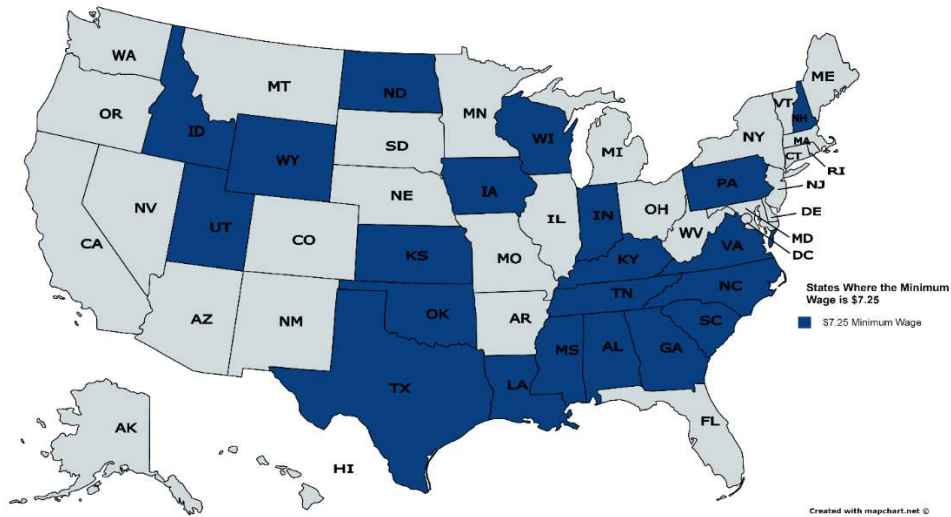 WA
MT
ND
MN
ME
VT
NH
OR
ID
WY
SD
WI
MI
NY
MA
CT
RI
NV
UT
NE
IA
IL
IN
OH
PA
NJ
DE
MD
DC
CA
CO
KS
MO
KY
WV
VA
AZ
NM
OK
AR
TN
NC
SC
TX
LA
MS
AL
GA
FL
AK
HI
States Where the Minimum
Wage is $7.25
$7.25 Minimum Wage
Created with mapchart.net ©